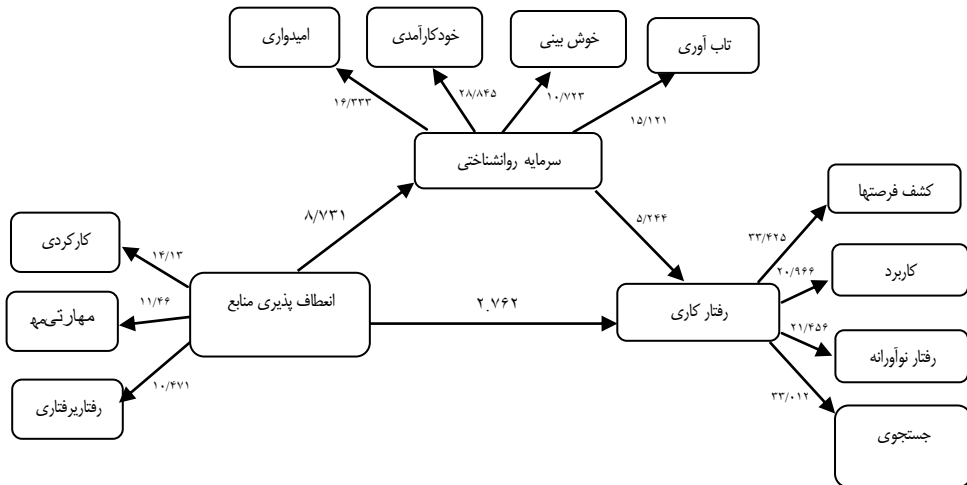 امیدواری
خودکارآمدی
خوش بینی
تاب آوری
۱۶/۳۳۳
۲۸/۸۴۵
۱۰/۷۲۳
۱۵/۱۲۱
سرمایه روانشناختی
۸/۷۳۱
۵/۲۴۴
کشف فرصتها
۳۳/۴۲۵
کارکردی
۱۴/۱۳
۲۰/۹۶۶
کاربرد
انعطاف پذیری منابع
۲.۷۶۲
رفتار کاری
مهارتیمه
۱۱/۴۶
۲۱/۴۵۶
رفتار نوآورانه
رفتاریرفتاری
۱۰/۴۷۱
۳۳/۰۱۲
جستجوی